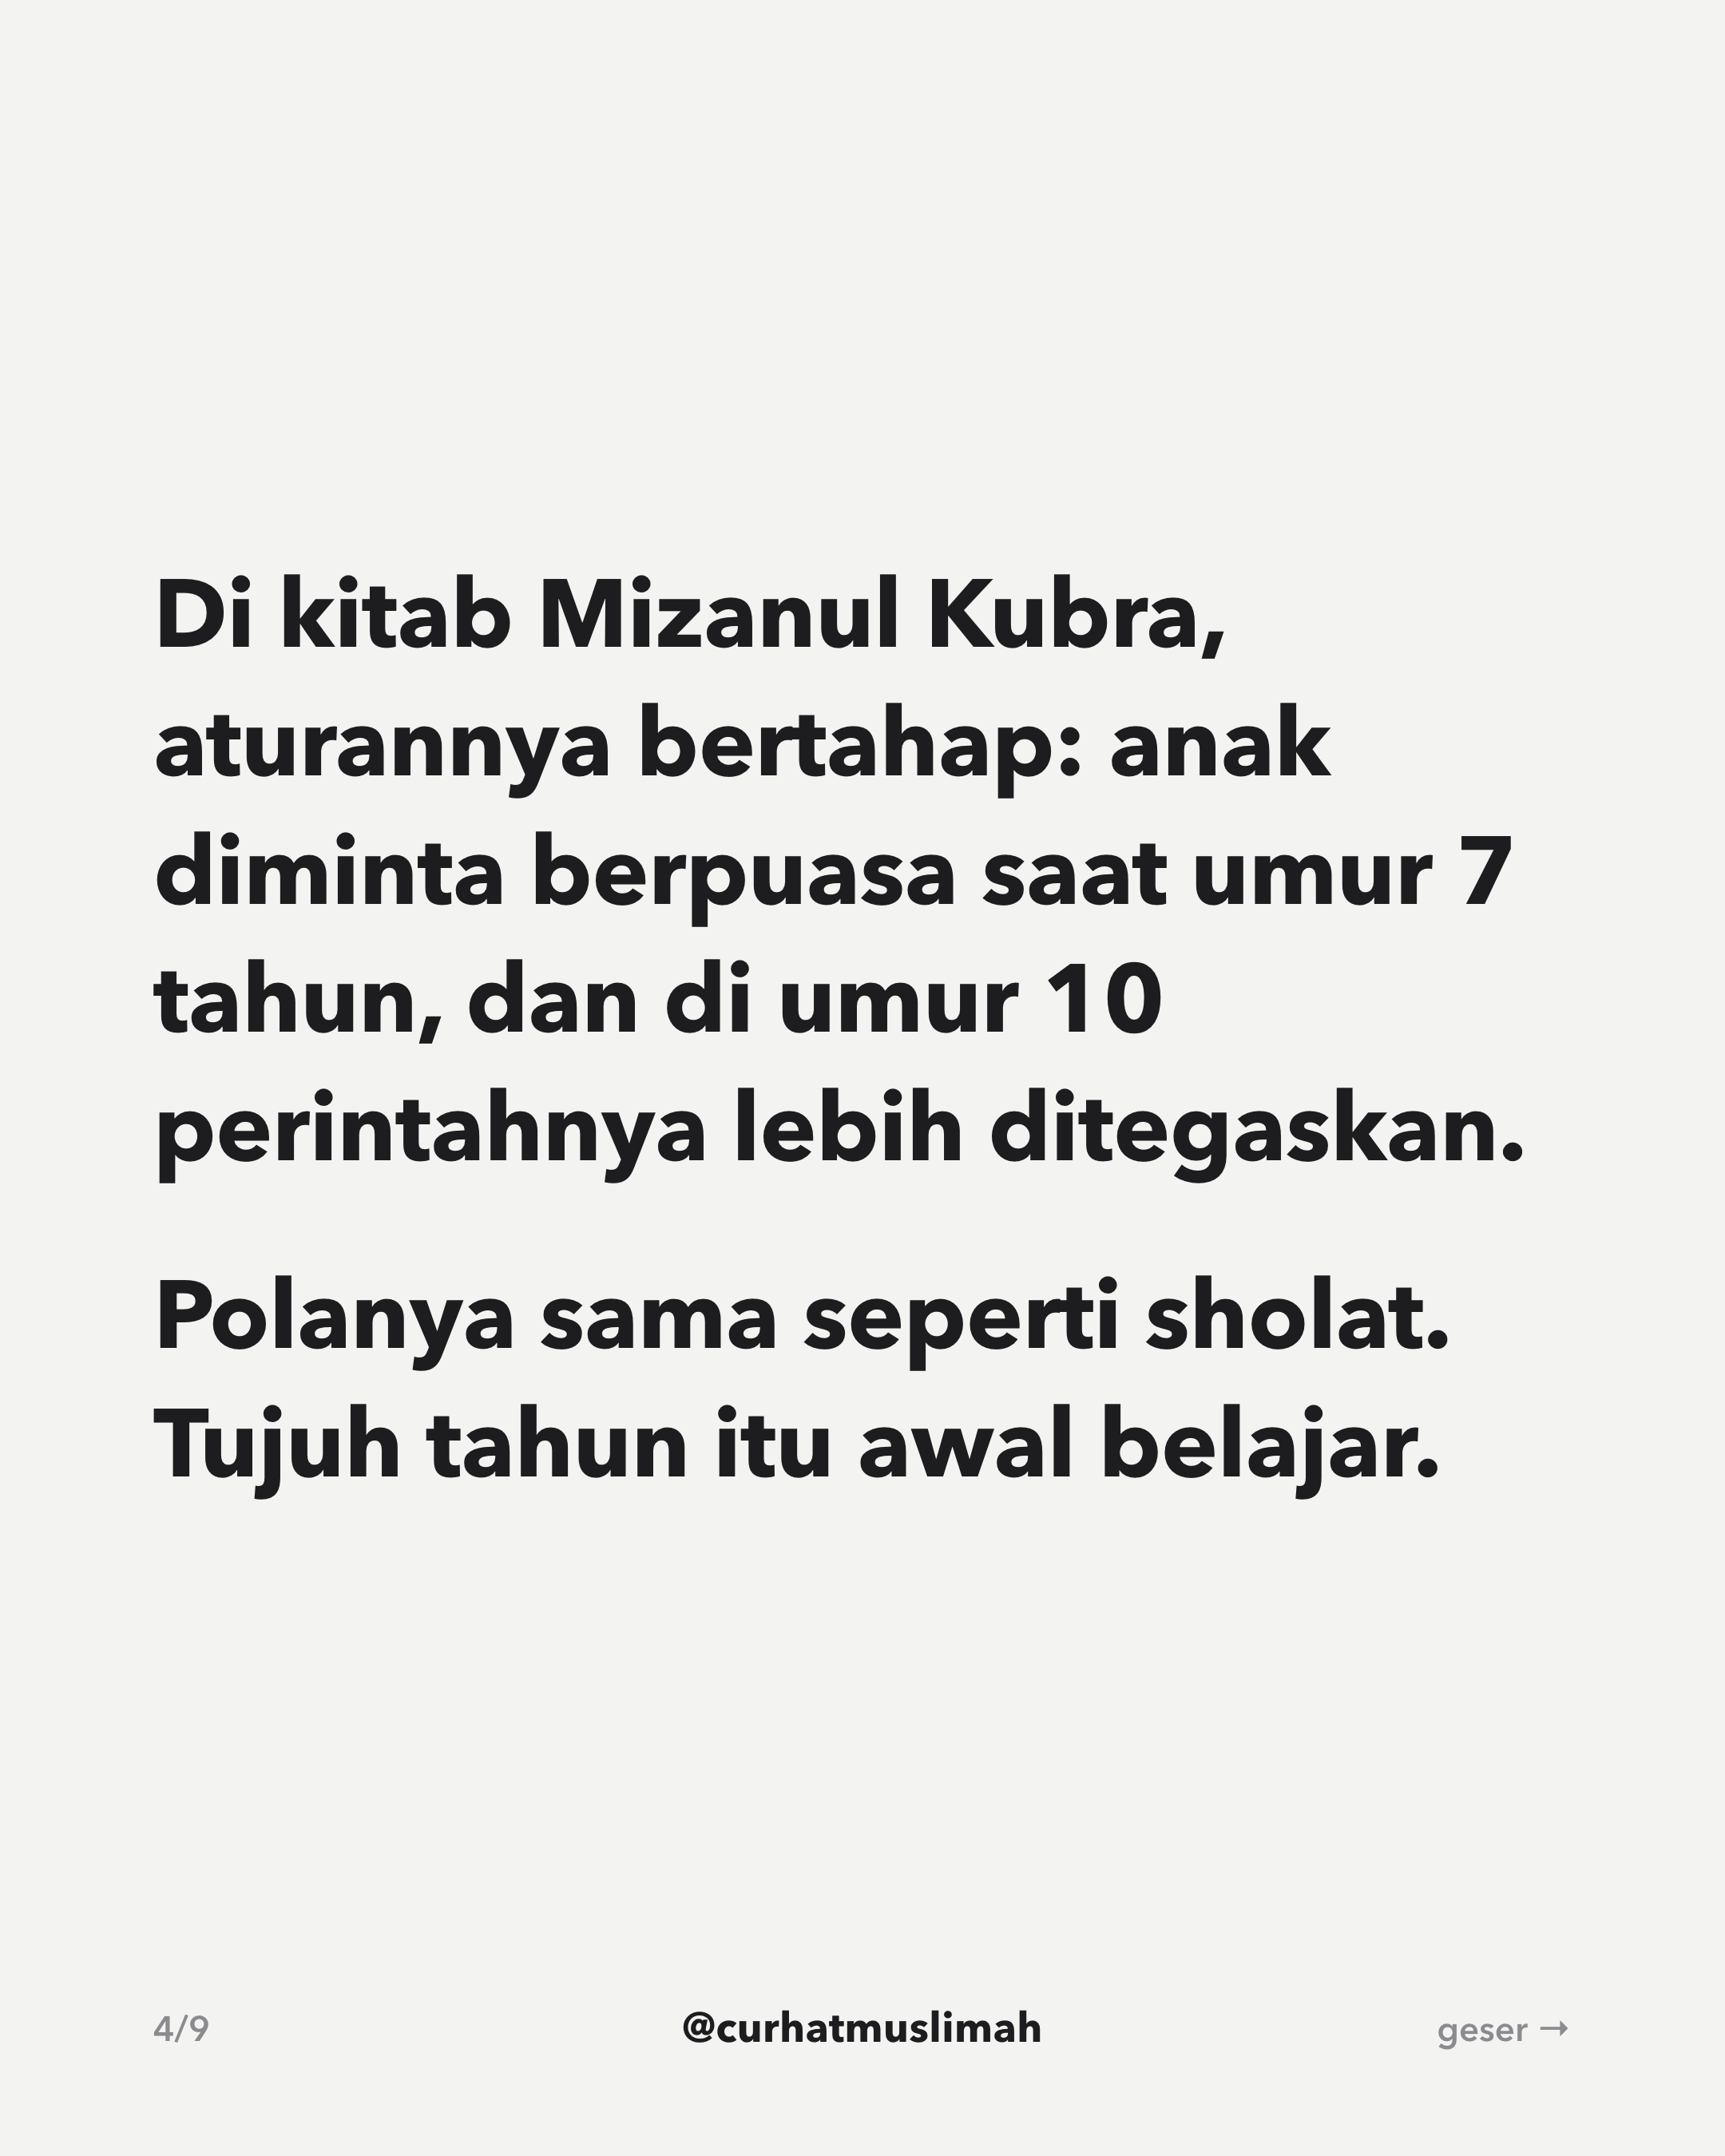 Di kitab Mizanul Kubra,
aturannya bertahap: anak
diminta berpuasa saat umur 7
tahun, dan di umur 10
perintahnya lebih ditegaskan.
Polanya sama seperti sholat.
Tujuh tahun itu awal belajar.
4/9
@curhatmuslimah
geser →